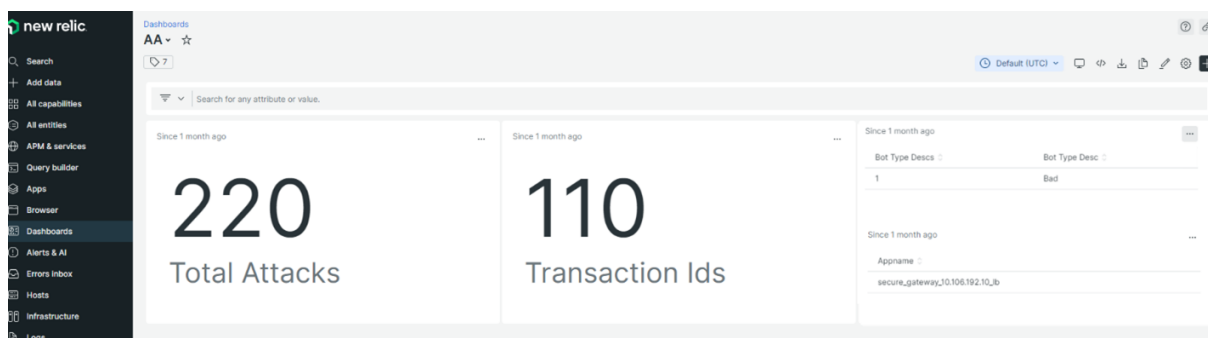 new relic.
Search
Add data
All capabilities
All entities
APM & services
Query builder
Apps
Browser
Dashboards
Alerts & AI
Errors inbox
Hosts
Infrastructure
Logs
Dashboards
AA
7
Default (UTC)
Search for any attribute or value.
Since 1 month ago
220
Total Attacks
Since 1 month ago
110
Transaction Ids
Since 1 month ago
Bot Type Descs Bot Type Desc
1 Bad
Since 1 month ago
Appname
secure_gateway_10.106.192.10_lb